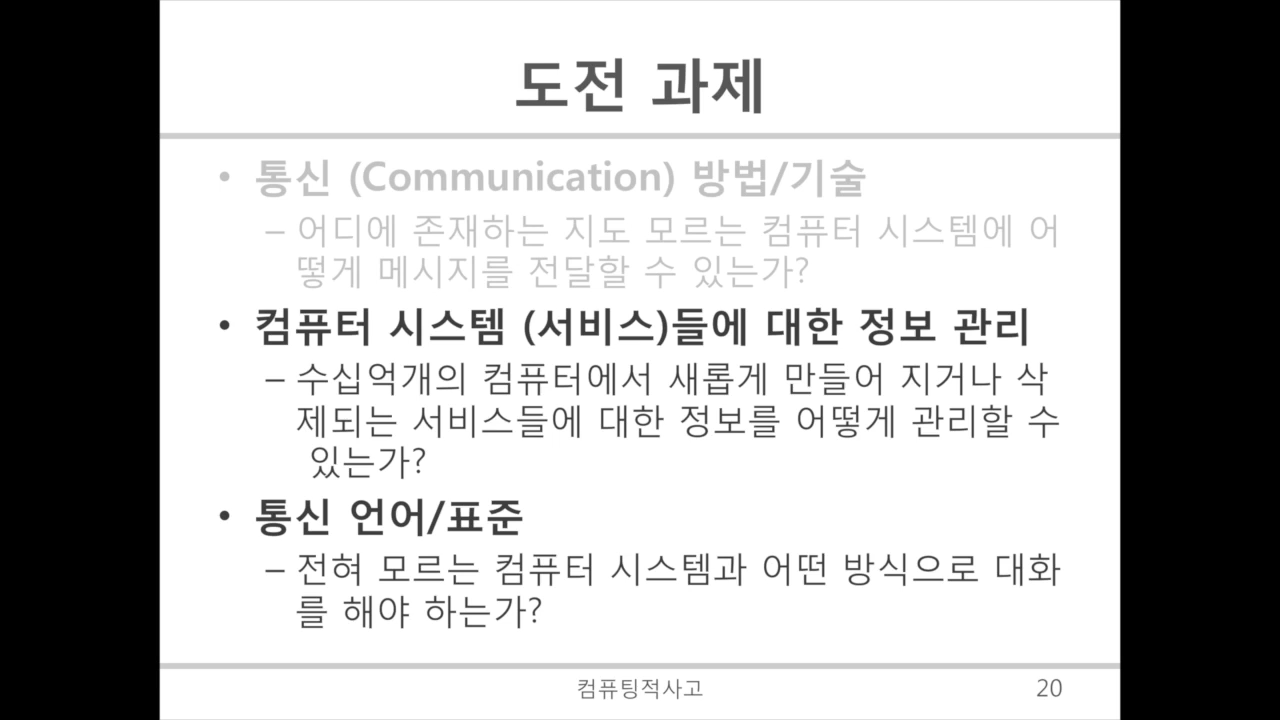 도전 과제
• 통신 (Communication) 방법/기술
– 어디에 존재하는 지도 모르는 컴퓨터 시스템에 어
떻게 메시지를 전달할 수 있는가?
• 컴퓨터 시스템 (서비스)들에 대한 정보 관리
– 수십억개의 컴퓨터에서 새롭게 만들어 지거나 삭
제되는 서비스들에 대한 정보를 어떻게 관리할 수
있는가?
• 통신 언어/표준
– 전혀 모르는 컴퓨터 시스템과 어떤 방식으로 대화
를 해야 하는가?
컴퓨팅적사고
20